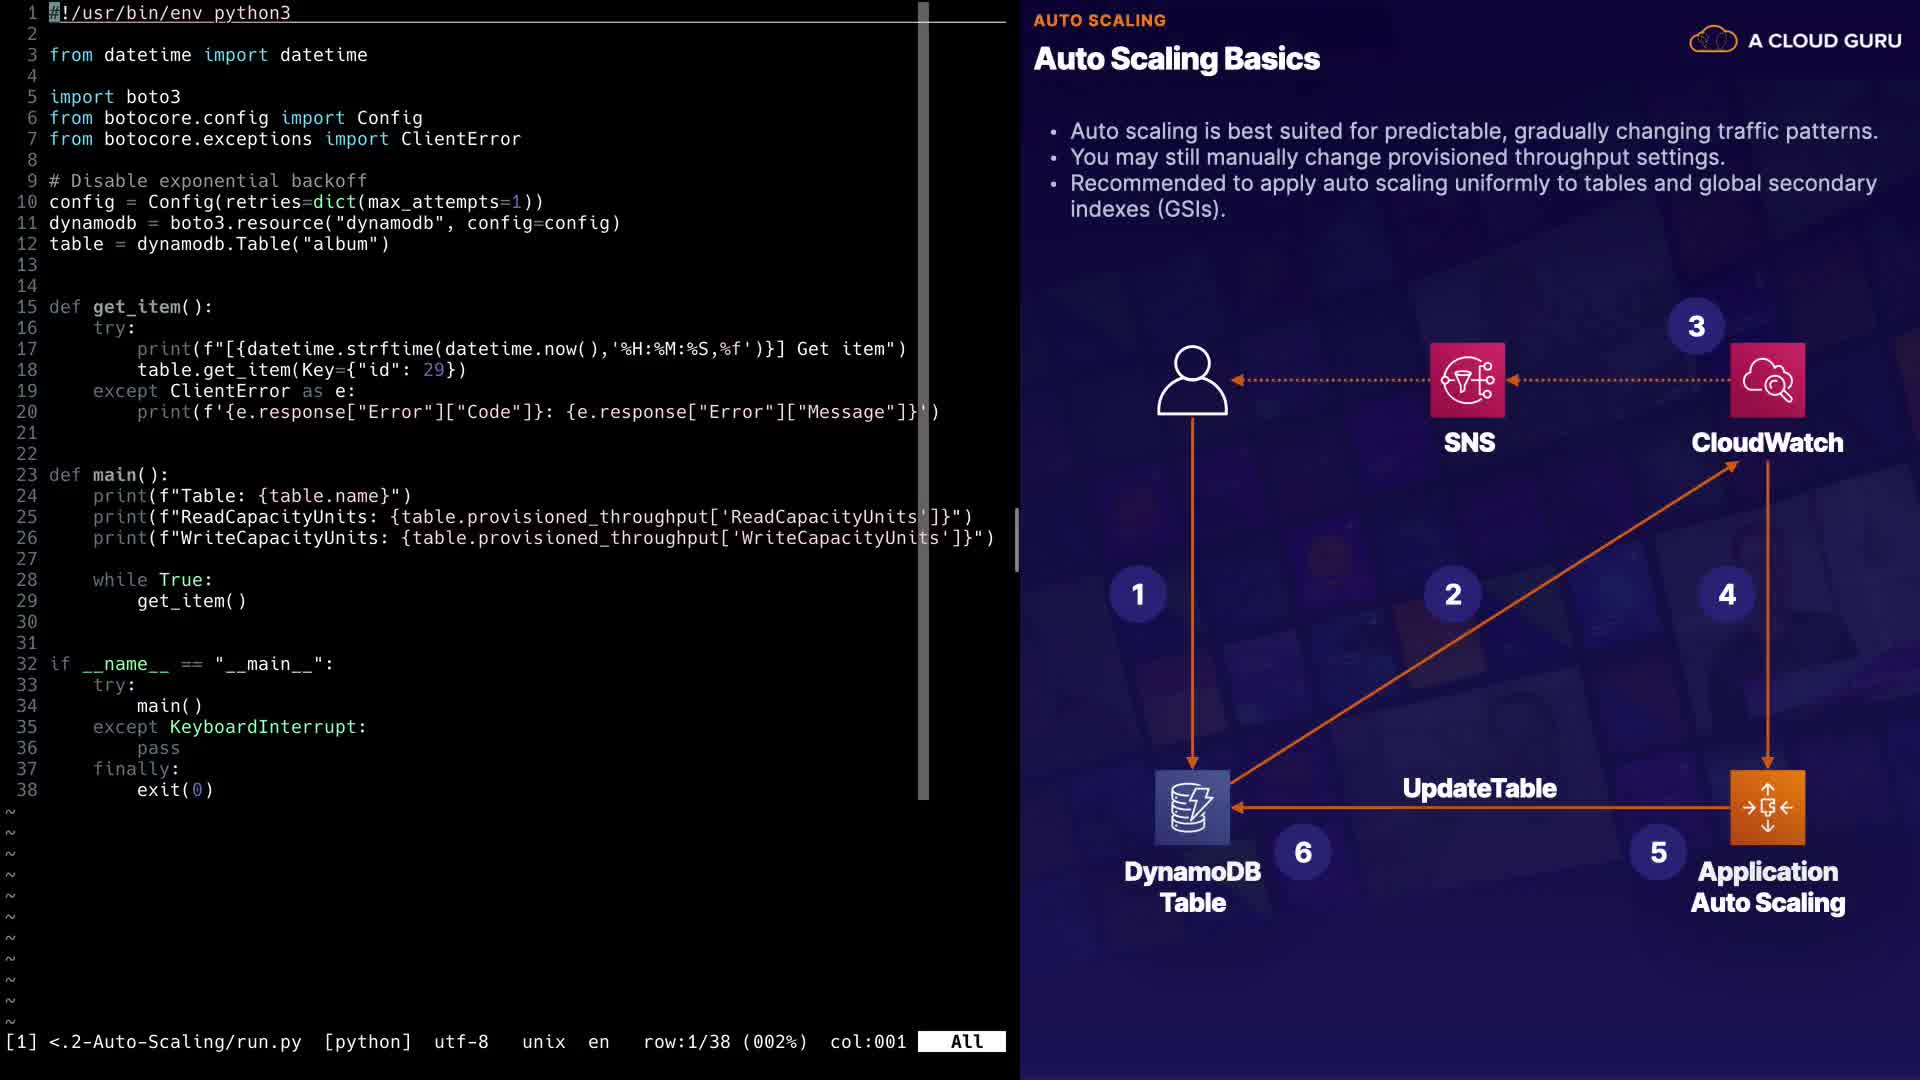 1 #!/usr/bin/env python3
2
3 from datetime import datetime
4
5 import boto3
6 from botocore.config import Config
7 from botocore.exceptions import ClientError
8
9 # Disable exponential backoff
10 config = Config(retries=dict(max_attempts=1))
11 dynamodb = boto3.resource("dynamodb", config=config)
12 table = dynamodb.Table("album")
13
14
15 def get_item():
16     try:
17         print(f"[{datetime.strftime(datetime.now(),'%H:%M:%S,%f')}] Get item")
18         table.get_item(Key={"id": 29})
19     except ClientError as e:
20         print(f'{e.response["Error"]["Code"]}: {e.response["Error"]["Message"]}')
21
22
23 def main():
24     print(f"Table: {table.name}")
25     print(f"ReadCapacityUnits: {table.provisioned_throughput['ReadCapacityUnits']}")
26     print(f"WriteCapacityUnits: {table.provisioned_throughput['WriteCapacityUnits']}")
27
28     while True:
29         get_item()
30
31
32 if __name__ == "__main__":
33     try:
34         main()
35     except KeyboardInterrupt:
36         pass
37     finally:
38         exit(0)
~
~
~
~
~
~
~
~
~
~
~
[1] <.2-Auto-Scaling/run.py [python] utf-8 unix en row:1/38 (002%) col:001 All
AUTO SCALING
A CLOUD GURU
Auto Scaling Basics
• Auto scaling is best suited for predictable, gradually changing traffic patterns.
• You may still manually change provisioned throughput settings.
• Recommended to apply auto scaling uniformly to tables and global secondary
indexes (GSIs).
3
SNS
CloudWatch
1
2
4
UpdateTable
6
5
DynamoDB
Table
Application
Auto Scaling